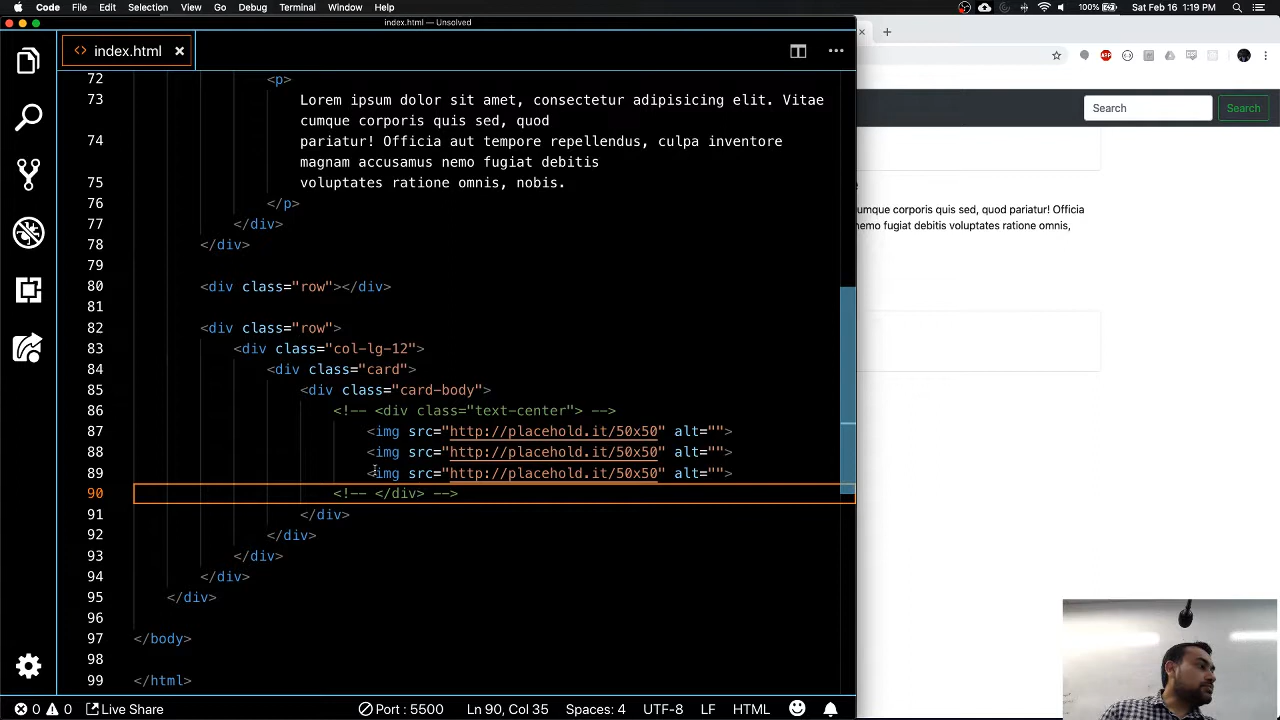 Code File Edit Selection View Go Debug Terminal Window Help
100% Sat Feb 16 1:19 PM
index.html — Unsolved
<> index.html
72 <p>
73 Lorem ipsum dolor sit amet, consectetur adipisicing elit. Vitae
cumque corporis quis sed, quod
74 pariatur! Officia aut tempore repellendus, culpa inventore
magnam accusamus nemo fugiat debitis
75 voluptates ratione omnis, nobis.
76 </p>
77 </div>
78 </div>
79
80 <div class="row"></div>
81
82 <div class="row">
83 <div class="col-lg-12">
84 <div class="card">
85 <div class="card-body">
86 <!-- <div class="text-center"> -->
87 <img src="http://placehold.it/50x50" alt="">
88 <img src="http://placehold.it/50x50" alt="">
89 <img src="http://placehold.it/50x50" alt="">
90 <!-- </div> -->
91 </div>
92 </div>
93 </div>
94 </div>
95 </div>
96
97 </body>
98
99 </html>
0 0 Live Share Port : 5500 Ln 90, Col 35 Spaces: 4 UTF-8 LF HTML
ABP
Search Search
e
umque corporis quis sed, quod pariatur! Officia
nemo fugiat debitis voluptates ratione omnis,